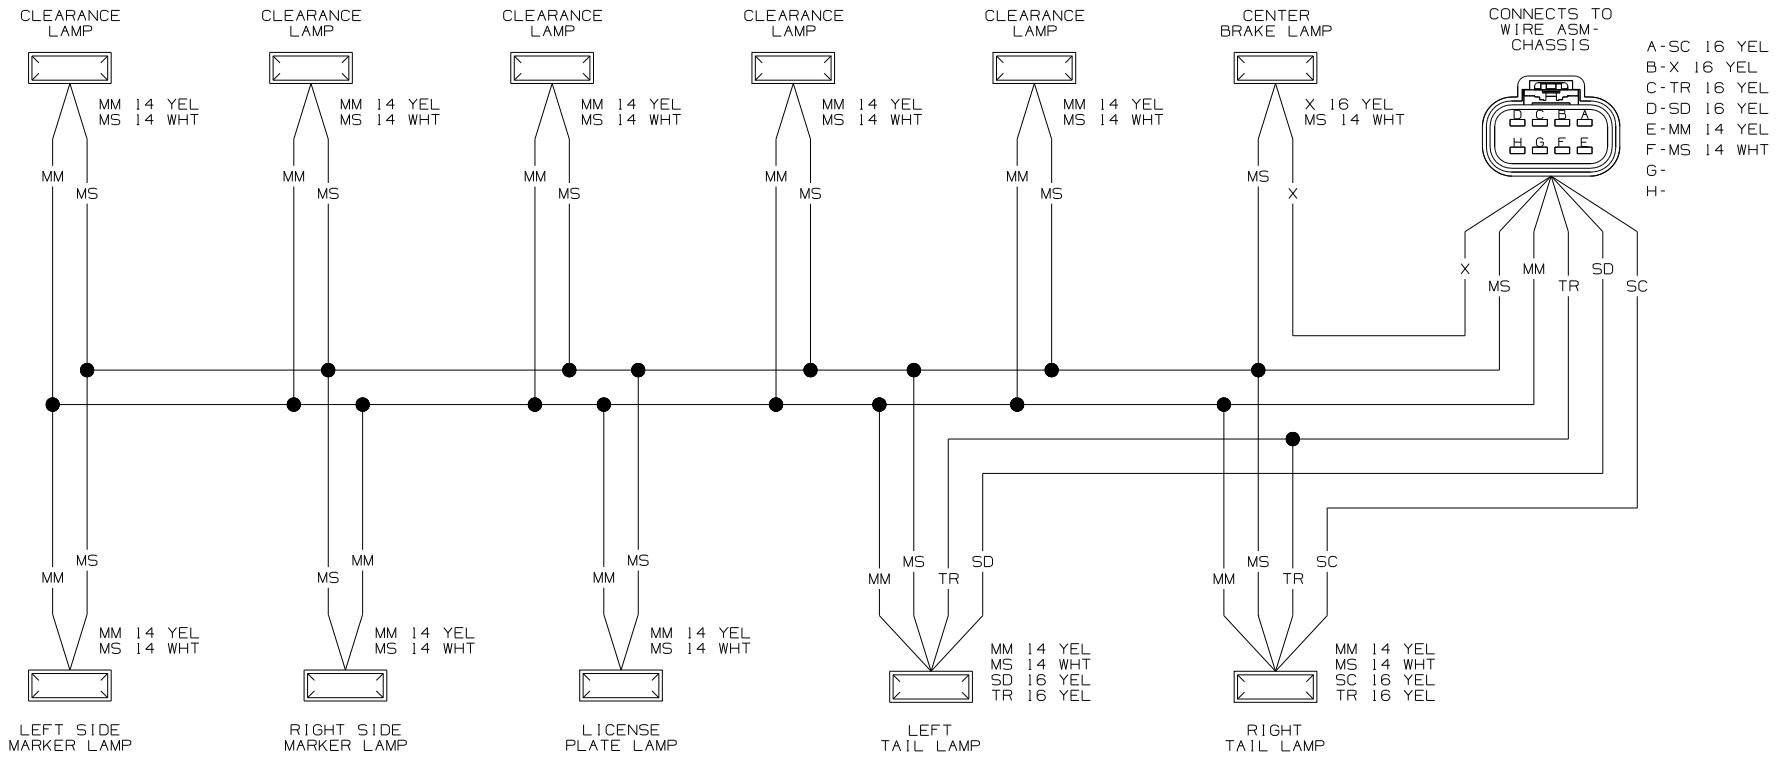 CLEARANCE
LAMP
MM 14 YEL
MS 14 WHT
MM
MS
CLEARANCE
LAMP
MM 14 YEL
MS 14 WHT
MM
MS
CLEARANCE
LAMP
MM 14 YEL
MS 14 WHT
MM
MS
CLEARANCE
LAMP
MM 14 YEL
MS 14 WHT
MM
MS
CLEARANCE
LAMP
MM 14 YEL
MS 14 WHT
MM
MS
CENTER
BRAKE LAMP
X 16 YEL
MS 14 WHT
MS
X
CONNECTS TO
WIRE ASM-
CHASSIS
D C B A
H G F E
A-SC 16 YEL
B-X 16 YEL
C-TR 16 YEL
D-SD 16 YEL
E-MM 14 YEL
F-MS 14 WHT
G-
H-
X
MS
MM
TR
SD
SC
MM
MS
MM 14 YEL
MS 14 WHT
LEFT SIDE
MARKER LAMP
MS
MM
MM 14 YEL
MS 14 WHT
RIGHT SIDE
MARKER LAMP
MM
MS
MM 14 YEL
MS 14 WHT
LICENSE
PLATE LAMP
MM
MS
TR
SD
MM 14 YEL
MS 14 WHT
SD 16 YEL
TR 16 YEL
LEFT
TAIL LAMP
MM
MS
TR
SC
MM 14 YEL
MS 14 WHT
SC 16 YEL
TR 16 YEL
RIGHT
TAIL LAMP